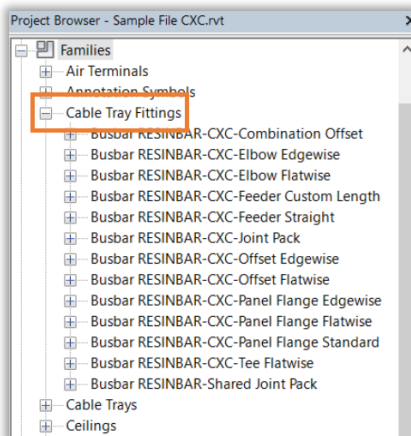 Project Browser - Sample File CXC.rvt
Families
Air Terminals
Annotation Symbols
Cable Tray Fittings
Busbar RESINBAR-CXC-Combination Offset
Busbar RESINBAR-CXC-Elbow Edgewise
Busbar RESINBAR-CXC-Elbow Flatwise
Busbar RESINBAR-CXC-Feeder Custom Length
Busbar RESINBAR-CXC-Feeder Straight
Busbar RESINBAR-CXC-Joint Pack
Busbar RESINBAR-CXC-Offset Edgewise
Busbar RESINBAR-CXC-Offset Flatwise
Busbar RESINBAR-CXC-Panel Flange Edgewise
Busbar RESINBAR-CXC-Panel Flange Flatwise
Busbar RESINBAR-CXC-Panel Flange Standard
Busbar RESINBAR-CXC-Tee Flatwise
Busbar RESINBAR-Shared Joint Pack
Cable Trays
Ceilings